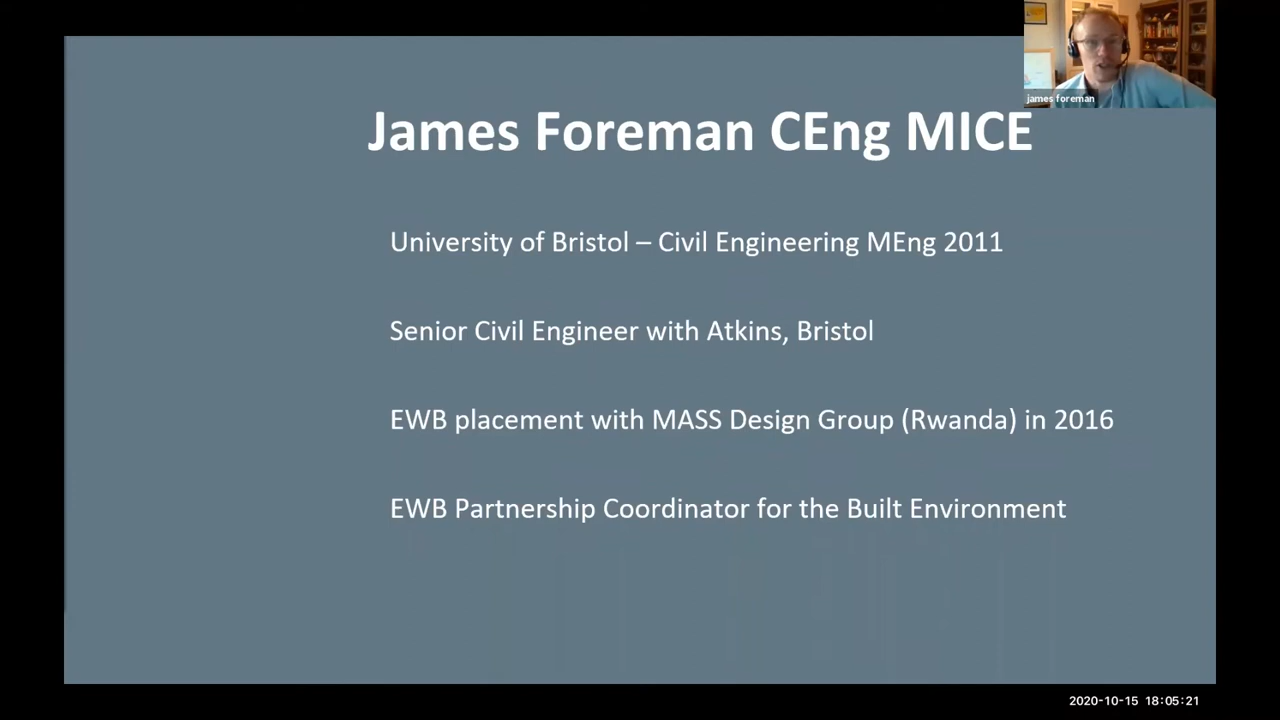 james foreman
James Foreman CEng MICE
University of Bristol – Civil Engineering MEng 2011
Senior Civil Engineer with Atkins, Bristol
EWB placement with MASS Design Group (Rwanda) in 2016
EWB Partnership Coordinator for the Built Environment
2020-10-15 18:05:21